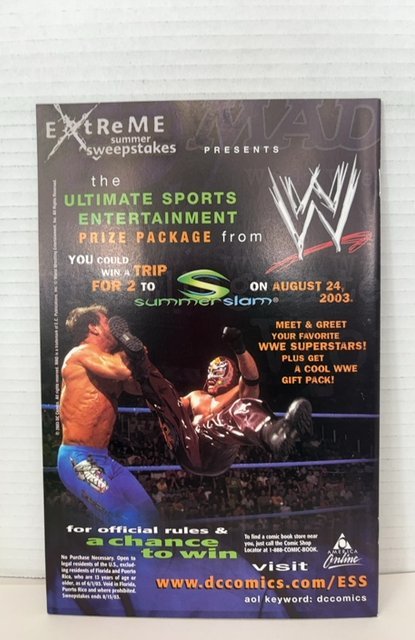 EXtReME
summer
sweepstakes
PRESENTS
MAD
the
ULTIMATE SPORTS
ENTERTAINMENT
PRIZE PACKAGE from
W
YOU COULD
WIN A TRIP
FOR 2 TO
summerslam®
ON AUGUST 24,
2003.
MEET & GREET
YOUR FAVORITE
WWE SUPERSTARS!
PLUS GET
A COOL WWE
GIFT PACK!
for official rules &
a chance
to win
No Purchase Necessary. Open to
legal residents of the U.S., exclud-
ing residents of Florida and Puerto
Rico, who are 13 years of age or
older, as of 6/1/03. Void in Florida,
Puerto Rico and where prohibited.
Sweepstakes ends 8/15/03.
To find a comic book store near
you, just call the Comic Shop
Locator at 1-888-COMIC-BOOK.
visit
AMERICA
Online
www.dccomics.com/ESS
aol keyword: dccomics